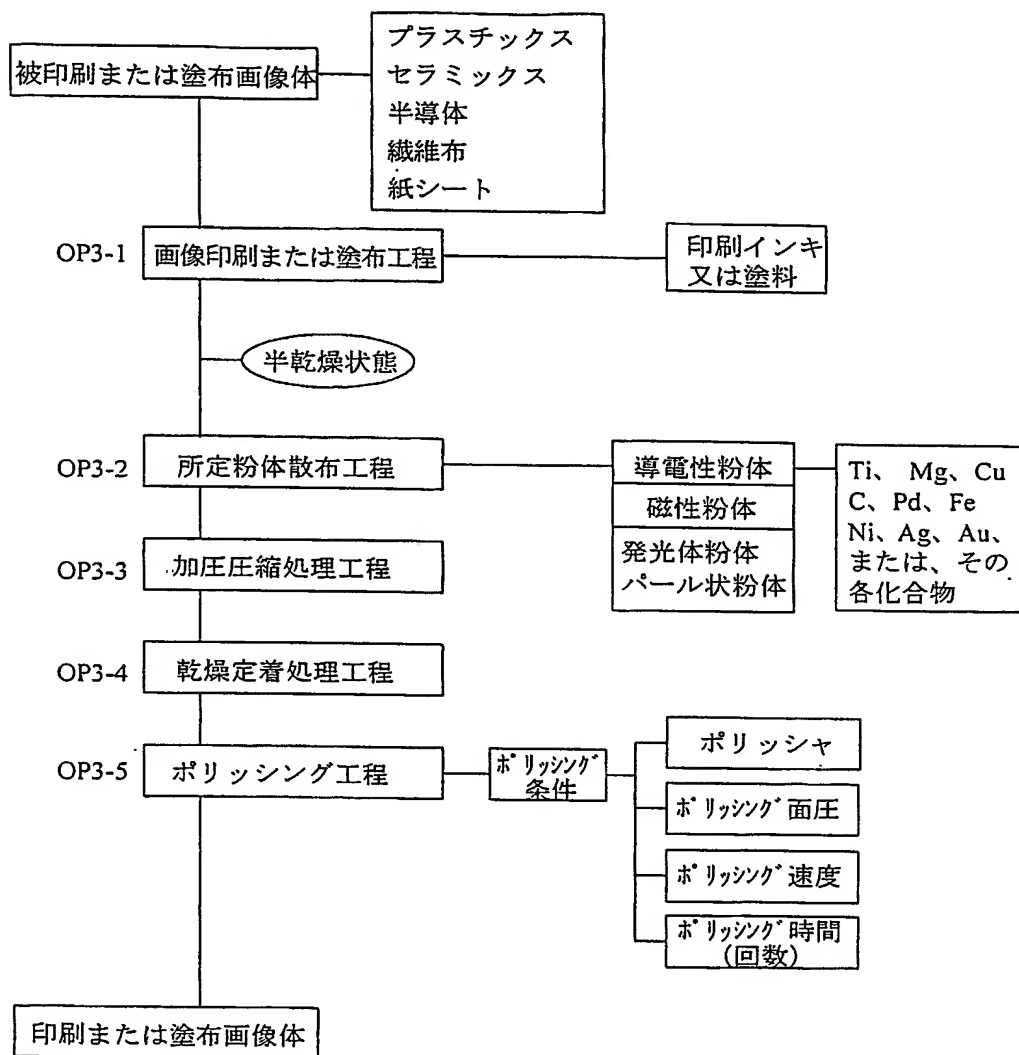 被印刷または塗布画像体
プラスチックス
セラミックス
半導体
繊維布
紙シート
OP3-1
画像印刷または塗布工程
印刷インキ
又は塗料
半乾燥状態
OP3-2
所定粉体散布工程
導電性粉体
磁性粉体
発光体粉体
パール状粉体
Ti、 Mg、Cu
C、Pd、Fe
Ni、Ag、Au、
または、その
各化合物
OP3-3
加圧圧縮処理工程
OP3-4
乾燥定着処理工程
OP3-5
ポリッシング工程
ﾎﾟﾘｯｼﾝｸﾞ
条件
ポリッシャ
ﾎﾟﾘｯｼﾝｸﾞ面圧
ﾎﾟﾘｯｼﾝｸﾞ速度
ﾎﾟﾘｯｼﾝｸﾞ時間
(回数)
印刷または塗布画像体